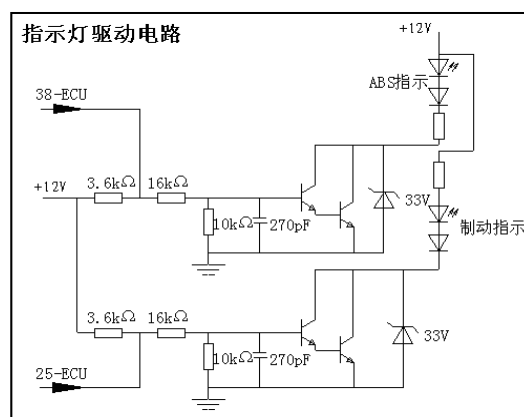 指示灯驱动电路
+12V
ABS指示
38-ECU
3.6kΩ 16kΩ
+12V
10kΩ 270pF 33V
制动指示
3.6kΩ 16kΩ
10kΩ 270pF 33V
25-ECU